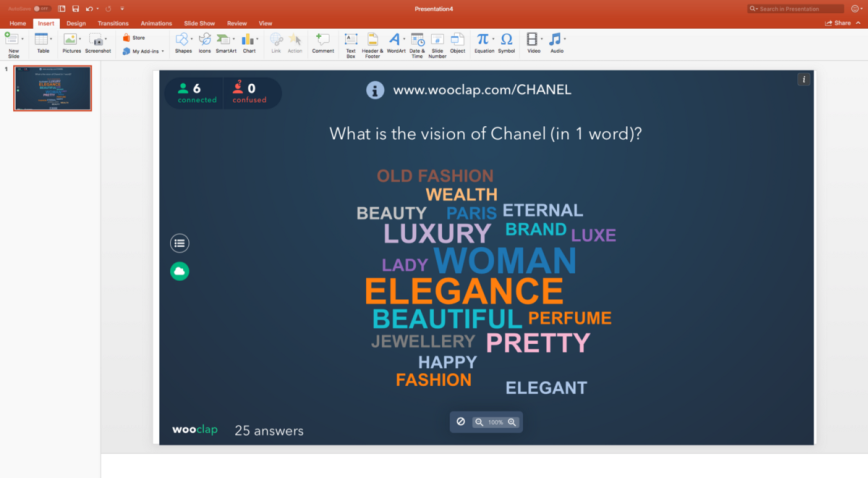 Presentation4
Search in Presentation
Home Insert Design Transitions Animations Slide Show Review View
Share
New Slide
Table
Pictures
Screenshot
Store
My Add-ins
Shapes
Icons
SmartArt
Chart
Link
Action
Comment
Text Box
Header & Footer
WordArt
Date & Time
Slide Number
Object
Equation
Symbol
Video
Audio
1
6 connected
? 0 confused
i www.wooclap.com/CHANEL
i
What is the vision of Chanel (in 1 word)?
OLD FASHION
WEALTH
BEAUTY PARIS ETERNAL
LUXURY BRAND LUXE
LADY WOMAN
ELEGANCE
BEAUTIFUL PERFUME
JEWELLERY PRETTY
HAPPY
FASHION ELEGANT
100%
wooclap 25 answers